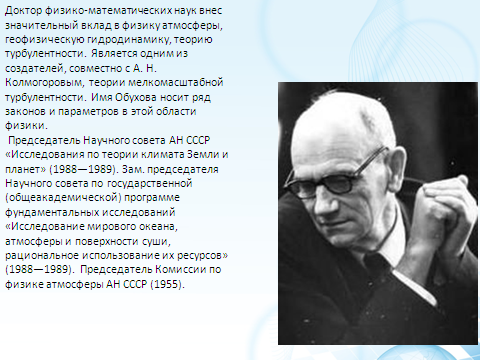 Доктор физико-математических наук внес
значительный вклад в физику атмосферы,
геофизическую гидродинамику, теорию
турбулентности. Является одним из
создателей, совместно с А. Н.
Колмогоровым, теории мелкомасштабной
турбулентности. Имя Обухова носит ряд
законов и параметров в этой области
физики.
Председатель Научного совета АН СССР
«Исследования по теории климата Земли и
планет» (1988—1989). Зам. председателя
Научного совета по государственной
(общеакадемической) программе
фундаментальных исследований
«Исследование мирового океана,
атмосферы и поверхности суши,
рациональное использование их ресурсов»
(1988—1989). Председатель Комиссии по
физике атмосферы АН СССР (1955).